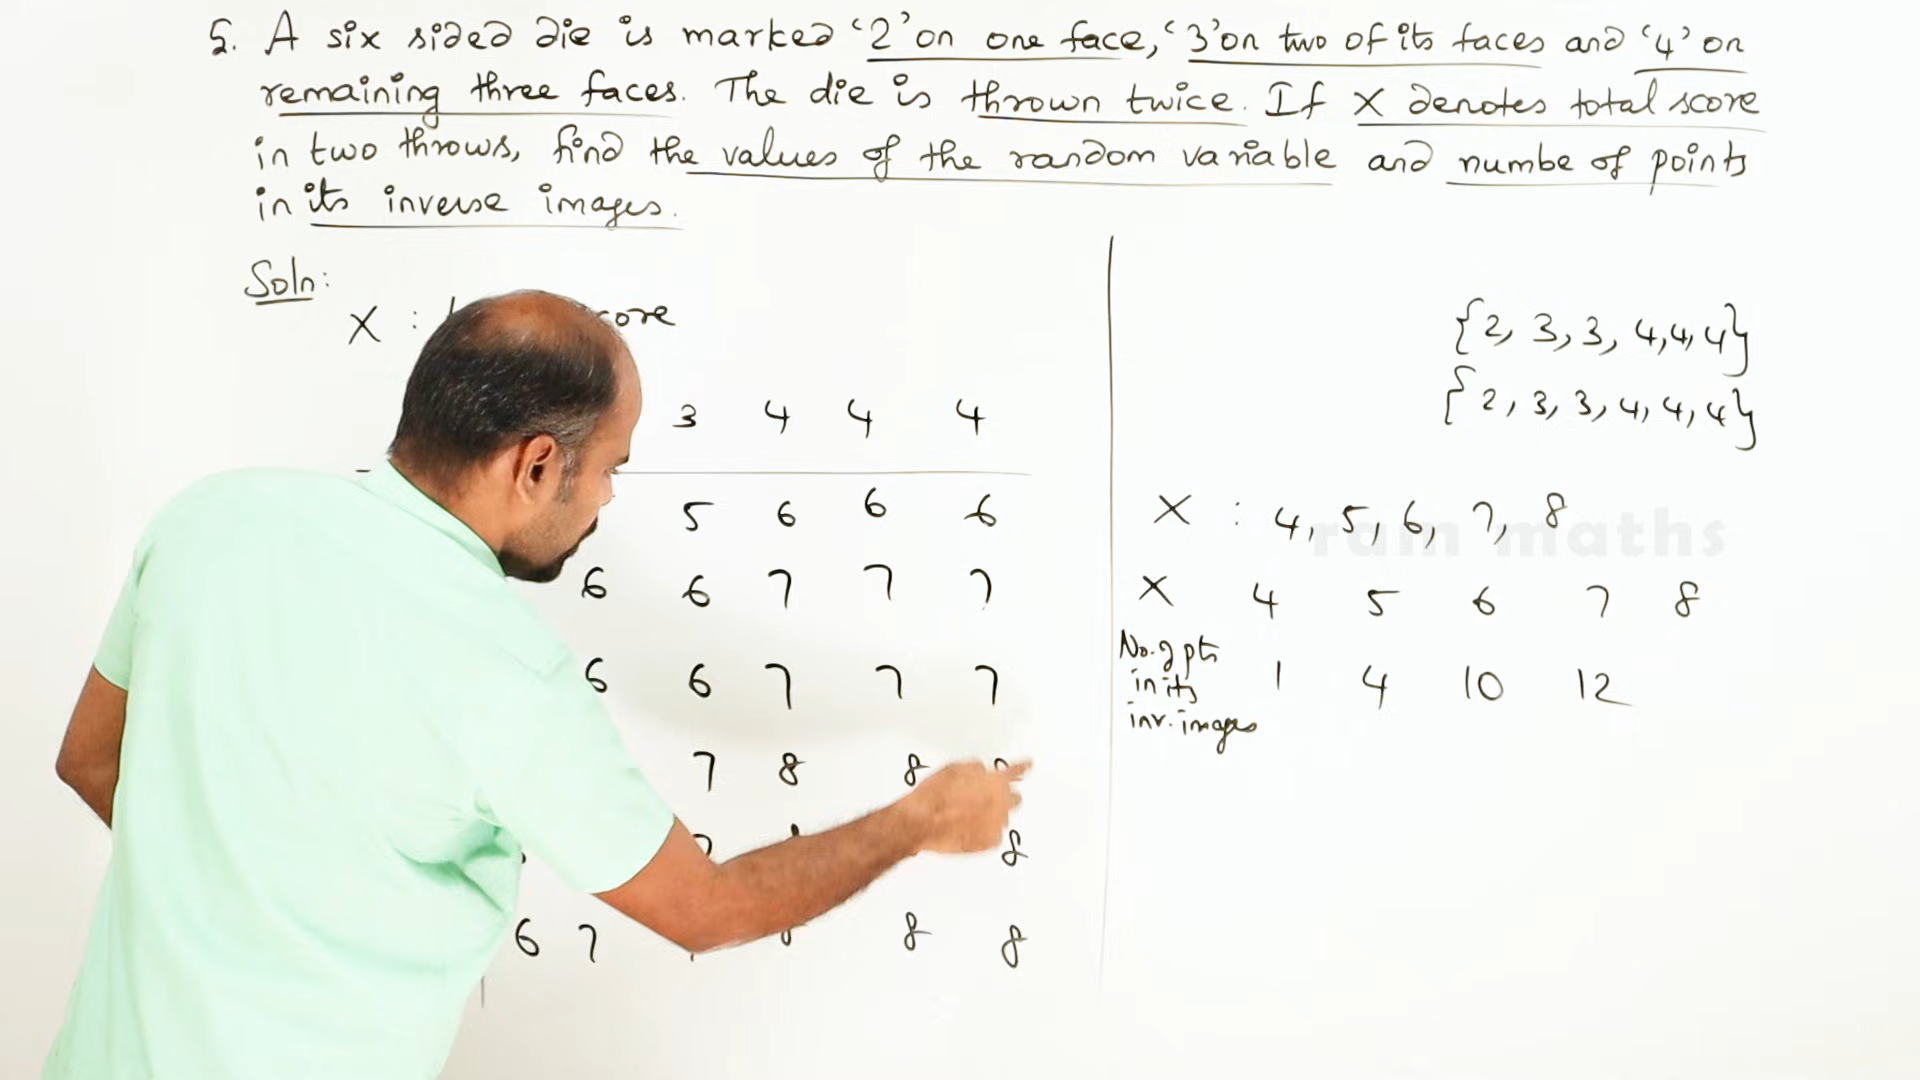 5. A six sided die is marked '2' on one face, '3' on two of its faces and '4' on
remaining three faces. The die is thrown twice. If X denotes total score
in two throws, find the values of the random variable and numbe of points
in its inverse images.
Soln:
X : core
3 4 4 4
5 6 6 6
6 6 7 7 7
6 6 7 7 7
7 8 8
8
6 7 8 8
{2, 3, 3, 4, 4, 4}
{2, 3, 3, 4, 4, 4}
X : 4, 5, 6, 7, 8
ram maths
X 4 5 6 7 8
No. of pts
in its 1 4 10 12
inv. images